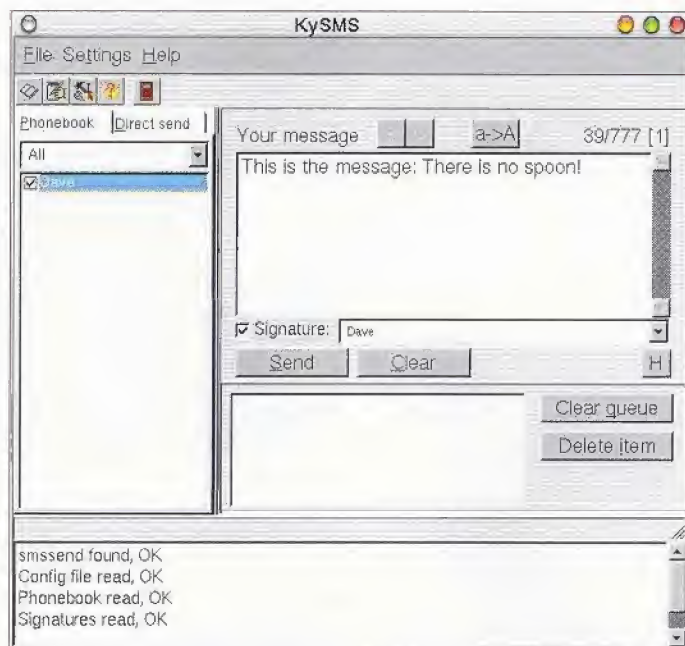 KySMS
File Settings Help
Phonebook Direct send
All
Dave
Your message a->A 39/777 [1]
This is the message: There is no spoon!
Signature: Dave
Send Clear H
Clear queue
Delete item
smssend found, OK
Config file read, OK
Phonebook read, OK
Signatures read, OK